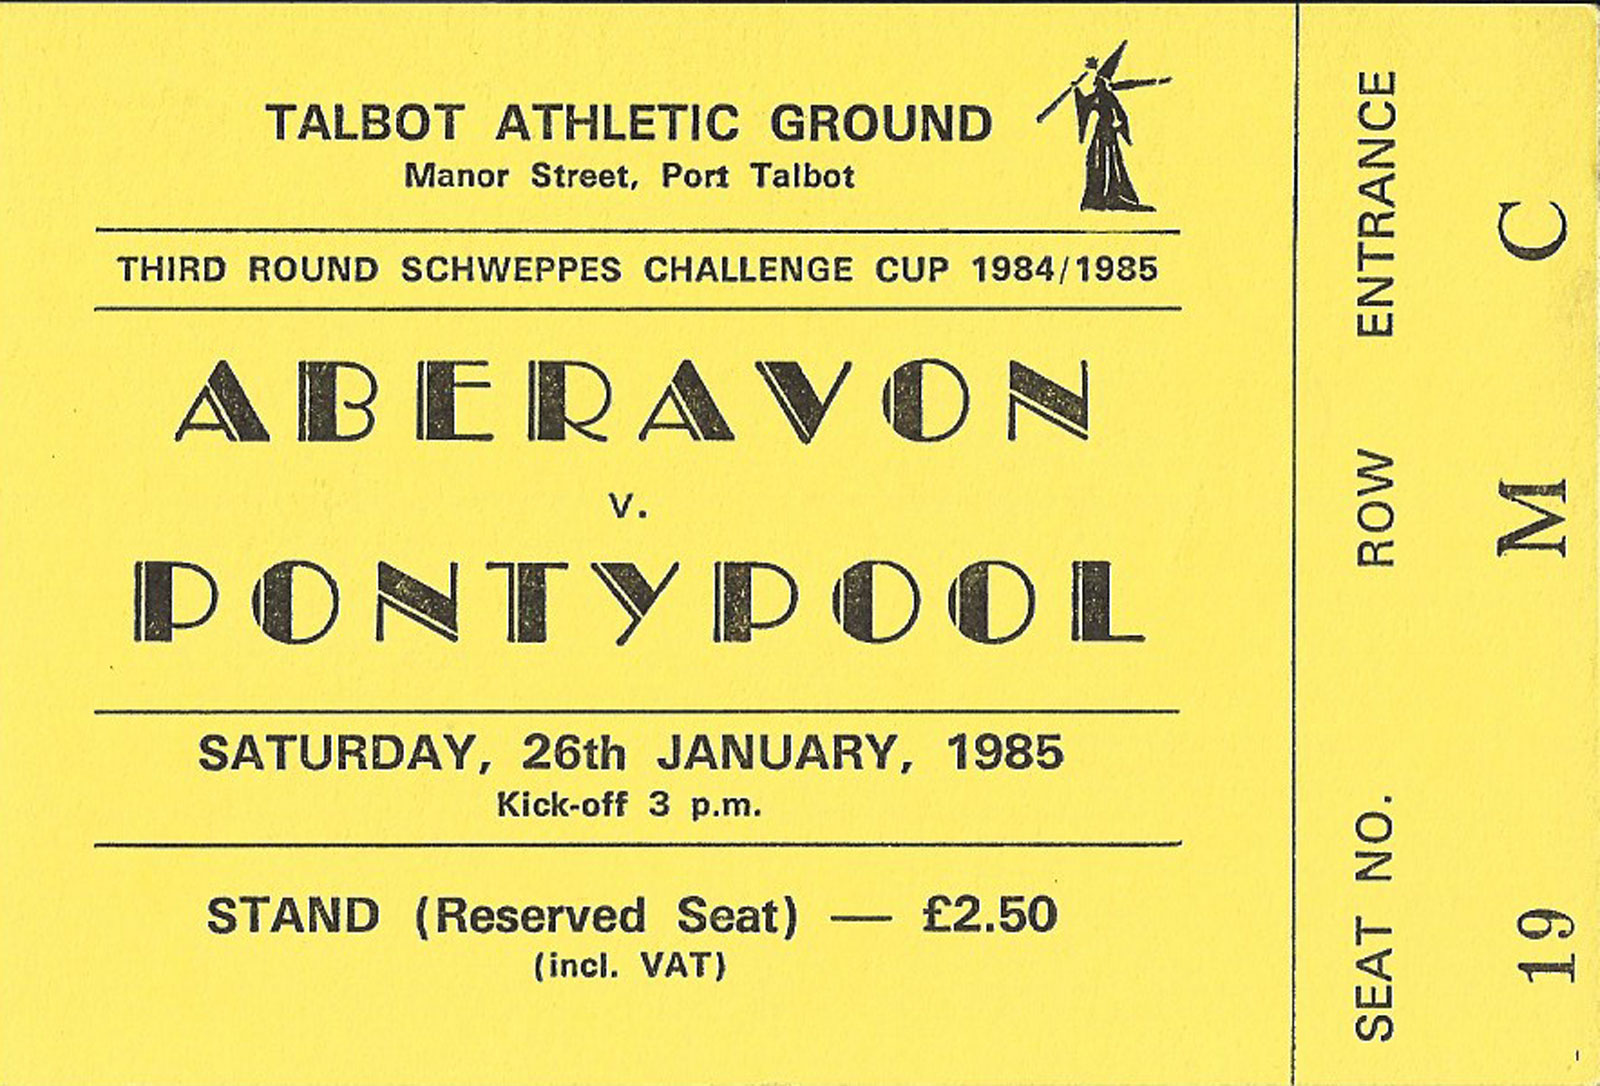 TALBOT ATHLETIC GROUND
Manor Street, Port Talbot
THIRD ROUND SCHWEPPES CHALLENGE CUP 1984/1985
ABERAVON
v.
PONTYPOOL
SATURDAY, 26th JANUARY, 1985
Kick-off 3 p.m.
STAND (Reserved Seat) — £2.50
(incl. VAT)
SEAT NO. ROW ENTRANCE
19 M C